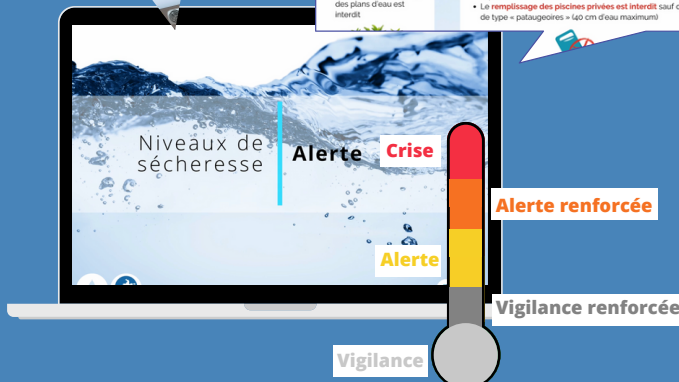 des plans d'eau est
interdit
• Le remplissage des piscines privées est interdit sauf
de type « pataugeoires » (40 cm d'eau maximum)
Niveaux de
sécheresse
Alerte
Crise
Alerte renforcée
Alerte
Vigilance renforcée
Vigilance